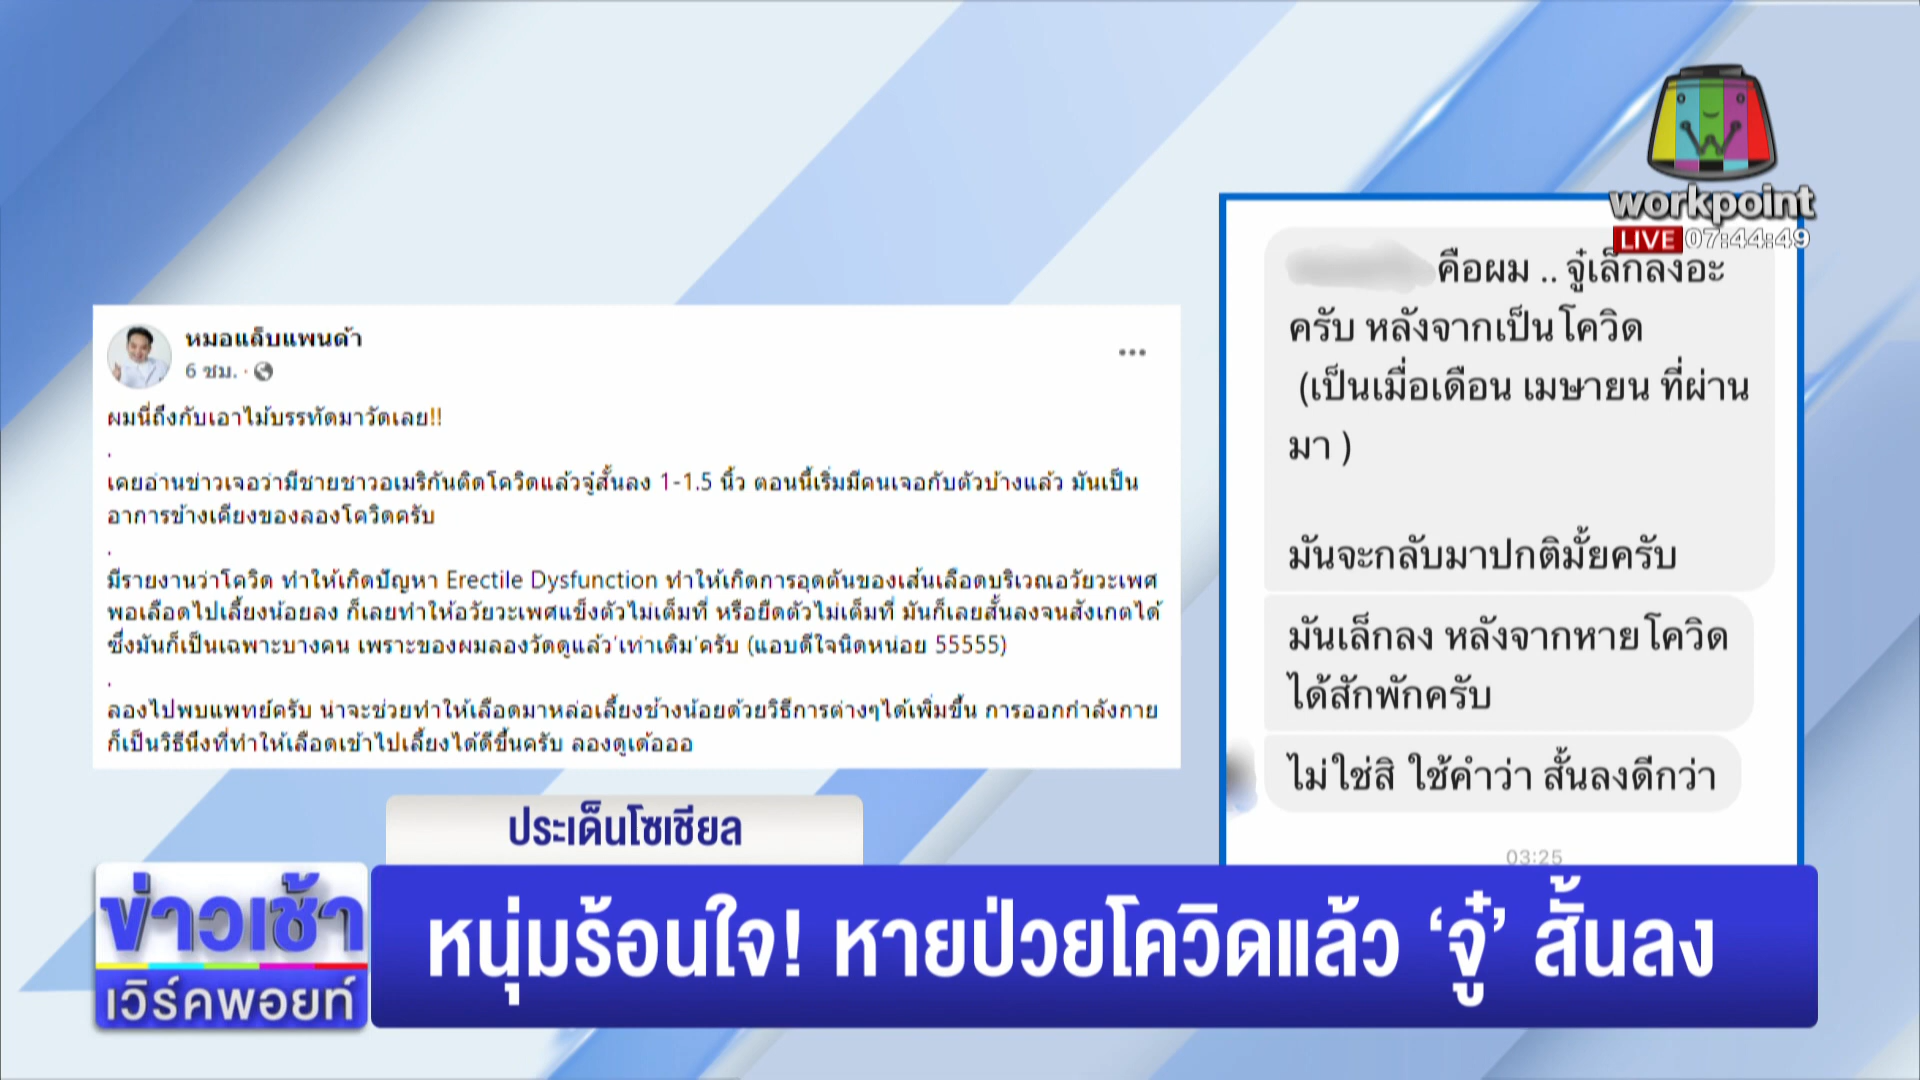 workpoint
LIVE 07:44:49
หมอแล็บแพนด้า
6 ชม.
ผมนี่ถึงกับเอาไม้บรรทัดมาวัดเลย!!
.
เคยอ่านข่าวเจอว่ามีชายชาวอเมริกันติดโควิดแล้วจู๋สั้นลง 1-1.5 นิ้ว ตอนนี้เริ่มมีคนเจอกับตัวบ้างแล้ว มันเป็น
อาการข้างเคียงของลองโควิดครับ
.
มีรายงานว่าโควิด ทำให้เกิดปัญหา Erectile Dysfunction ทำให้เกิดการอุดตันของเส้นเลือดบริเวณอวัยวะเพศ
พอเลือดไปเลี้ยงน้อยลง ก็เลยทำให้อวัยวะเพศแข็งตัวไม่เต็มที่ หรือยืดตัวไม่เต็มที่ มันก็เลยสั้นลงจนสังเกตได้
ซึ่งมันก็เป็นเฉพาะบางคน เพราะของผมลองวัดดูแล้ว'เท่าเดิม'ครับ (แอบดีใจนิดหน่อย 55555)
.
ลองไปพบแพทย์ครับ น่าจะช่วยทำให้เลือดมาหล่อเลี้ยงช้างน้อยด้วยวิธีการต่างๆได้เพิ่มขึ้น การออกกำลังกาย
ก็เป็นวิธีนึงที่ทำให้เลือดเข้าไปเลี้ยงได้ดีขึ้นครับ ลองดูเด้อออ
คือผม .. จู๋เล็กลงอะ
ครับ หลังจากเป็นโควิด
(เป็นเมื่อเดือน เมษายน ที่ผ่าน
มา )
มันจะกลับมาปกติมั้ยครับ
มันเล็กลง หลังจากหายโควิด
ได้สักพักครับ
ไม่ใช่สิ ใช้คำว่า สั้นลงดีกว่า
03:25
ประเด็นโซเชียล
ข่าวเช้า
เวิร์คพอยท์
หนุ่มร้อนใจ! หายป่วยโควิดแล้ว ‘จู๋’ สั้นลง